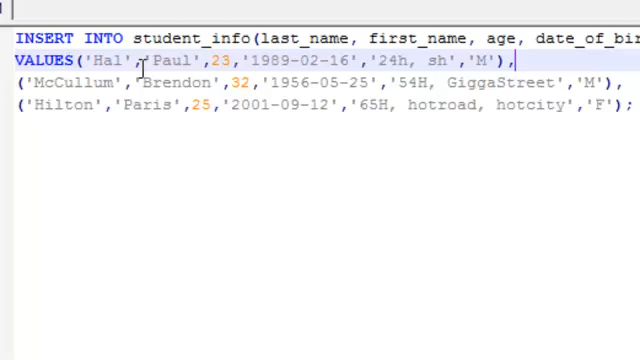 INSERT INTO student_info(last_name, first_name, age, date_of_bir
VALUES('Hal','Paul',23,'1989-02-16','24h, sh','M'),
('McCullum','Brendon',32,'1956-05-25','54H, GiggaStreet','M'),
('Hilton','Paris',25,'2001-09-12','65H, hotroad, hotcity','F');